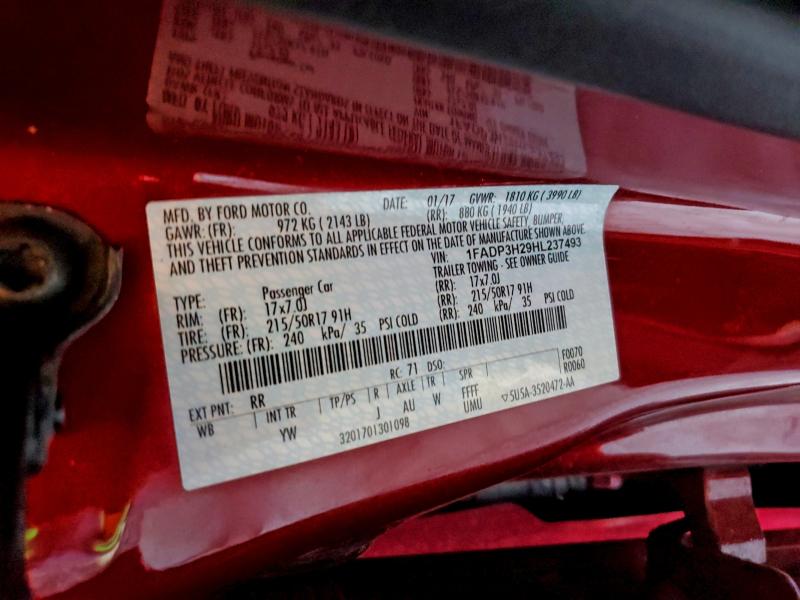 MFD. BY FORD MOTOR CO. DATE: 01/17 GVWR: 1810 KG ( 3990 LB)
GAWR: (FR): 972 KG ( 2143 LB) (RR): 880 KG ( 1940 LB)
THIS VEHICLE CONFORMS TO ALL APPLICABLE FEDERAL MOTOR VEHICLE SAFETY, BUMPER,
AND THEFT PREVENTION STANDARDS IN EFFECT ON THE DATE OF MANUFACTURE SHOWN.
VIN: 1FADP3H29HL237493
TYPE: Passenger Car TRAILER TOWING - SEE OWNER GUIDE
RIM: (FR): 17x7.0J (RR): 17x7.0J
TIRE: (FR): 215/50R17 91H (RR): 215/50R17 91H
PRESSURE: (FR): 240 kPa/ 35 PSI COLD (RR): 240 kPa/ 35 PSI COLD
RC: 71 DSO: F0070
EXT PNT: RR R0060
WB INT TR TP/PS R AXLE TR SPR
YW J AU W FFFF
UMU
3201701301098 5U5A-3520472-AA